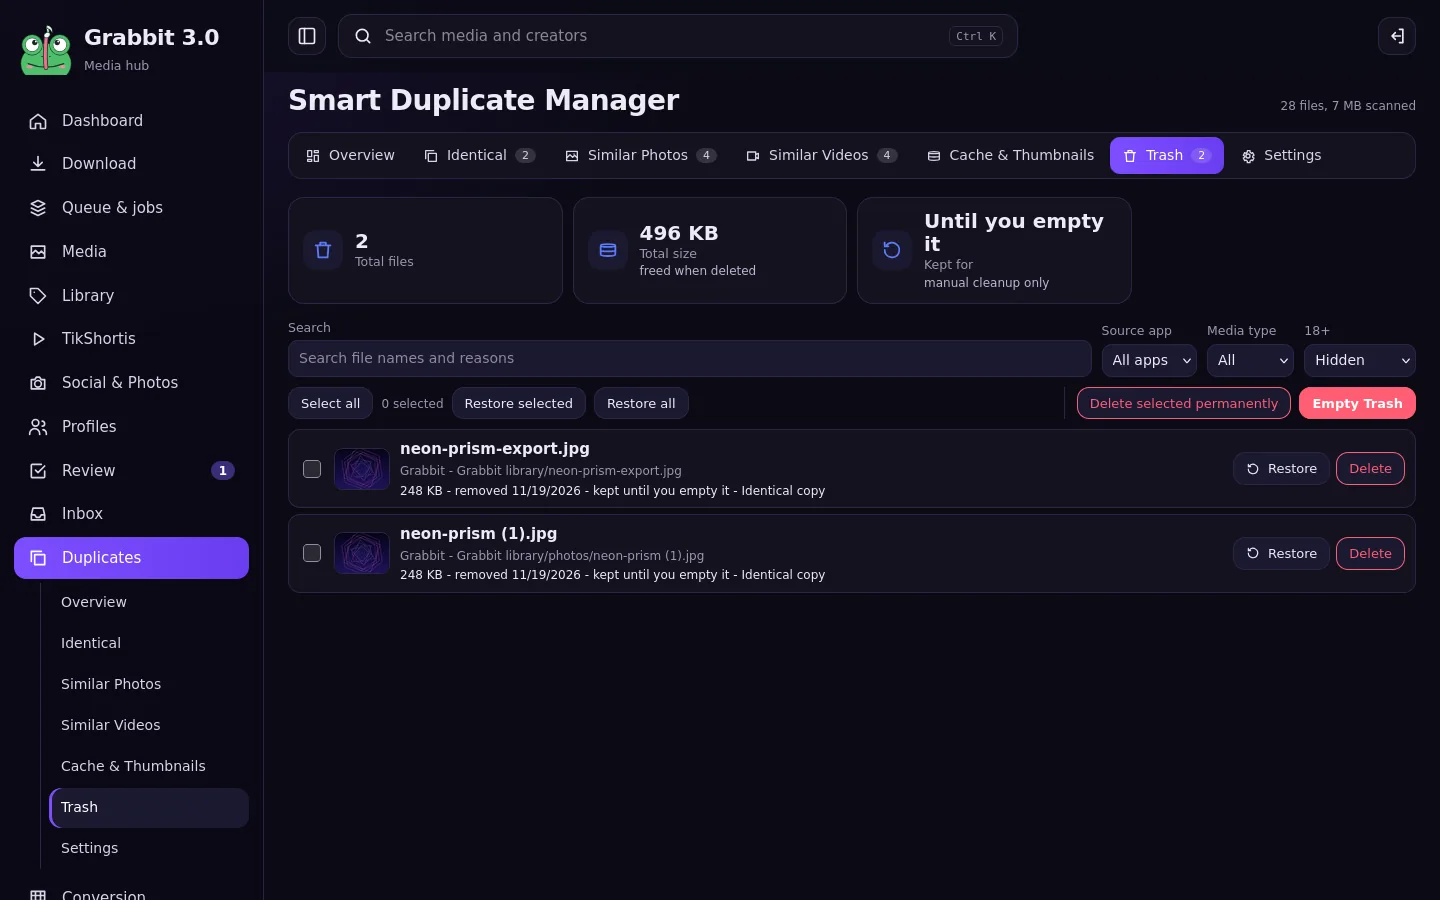 Grabbit 3.0
Media hub
Search media and creators
Ctrl K
Dashboard
Download
Queue & jobs
Media
Library
TikShortis
Social & Photos
Profiles
Review 1
Inbox
Duplicates
Overview
Identical
Similar Photos
Similar Videos
Cache & Thumbnails
Trash
Settings
Conversion
Smart Duplicate Manager
28 files, 7 MB scanned
Overview
Identical 2
Similar Photos 4
Similar Videos 4
Cache & Thumbnails
Trash 2
Settings
2
Total files
496 KB
Total size
freed when deleted
Until you empty
it
Kept for
manual cleanup only
Search
Search file names and reasons
Source app
All apps
Media type
All
18+
Hidden
Select all
0 selected
Restore selected
Restore all
Delete selected permanently
Empty Trash
neon-prism-export.jpg
Grabbit - Grabbit library/neon-prism-export.jpg
248 KB - removed 11/19/2026 - kept until you empty it - Identical copy
Restore
Delete
neon-prism (1).jpg
Grabbit - Grabbit library/photos/neon-prism (1).jpg
248 KB - removed 11/19/2026 - kept until you empty it - Identical copy
Restore
Delete